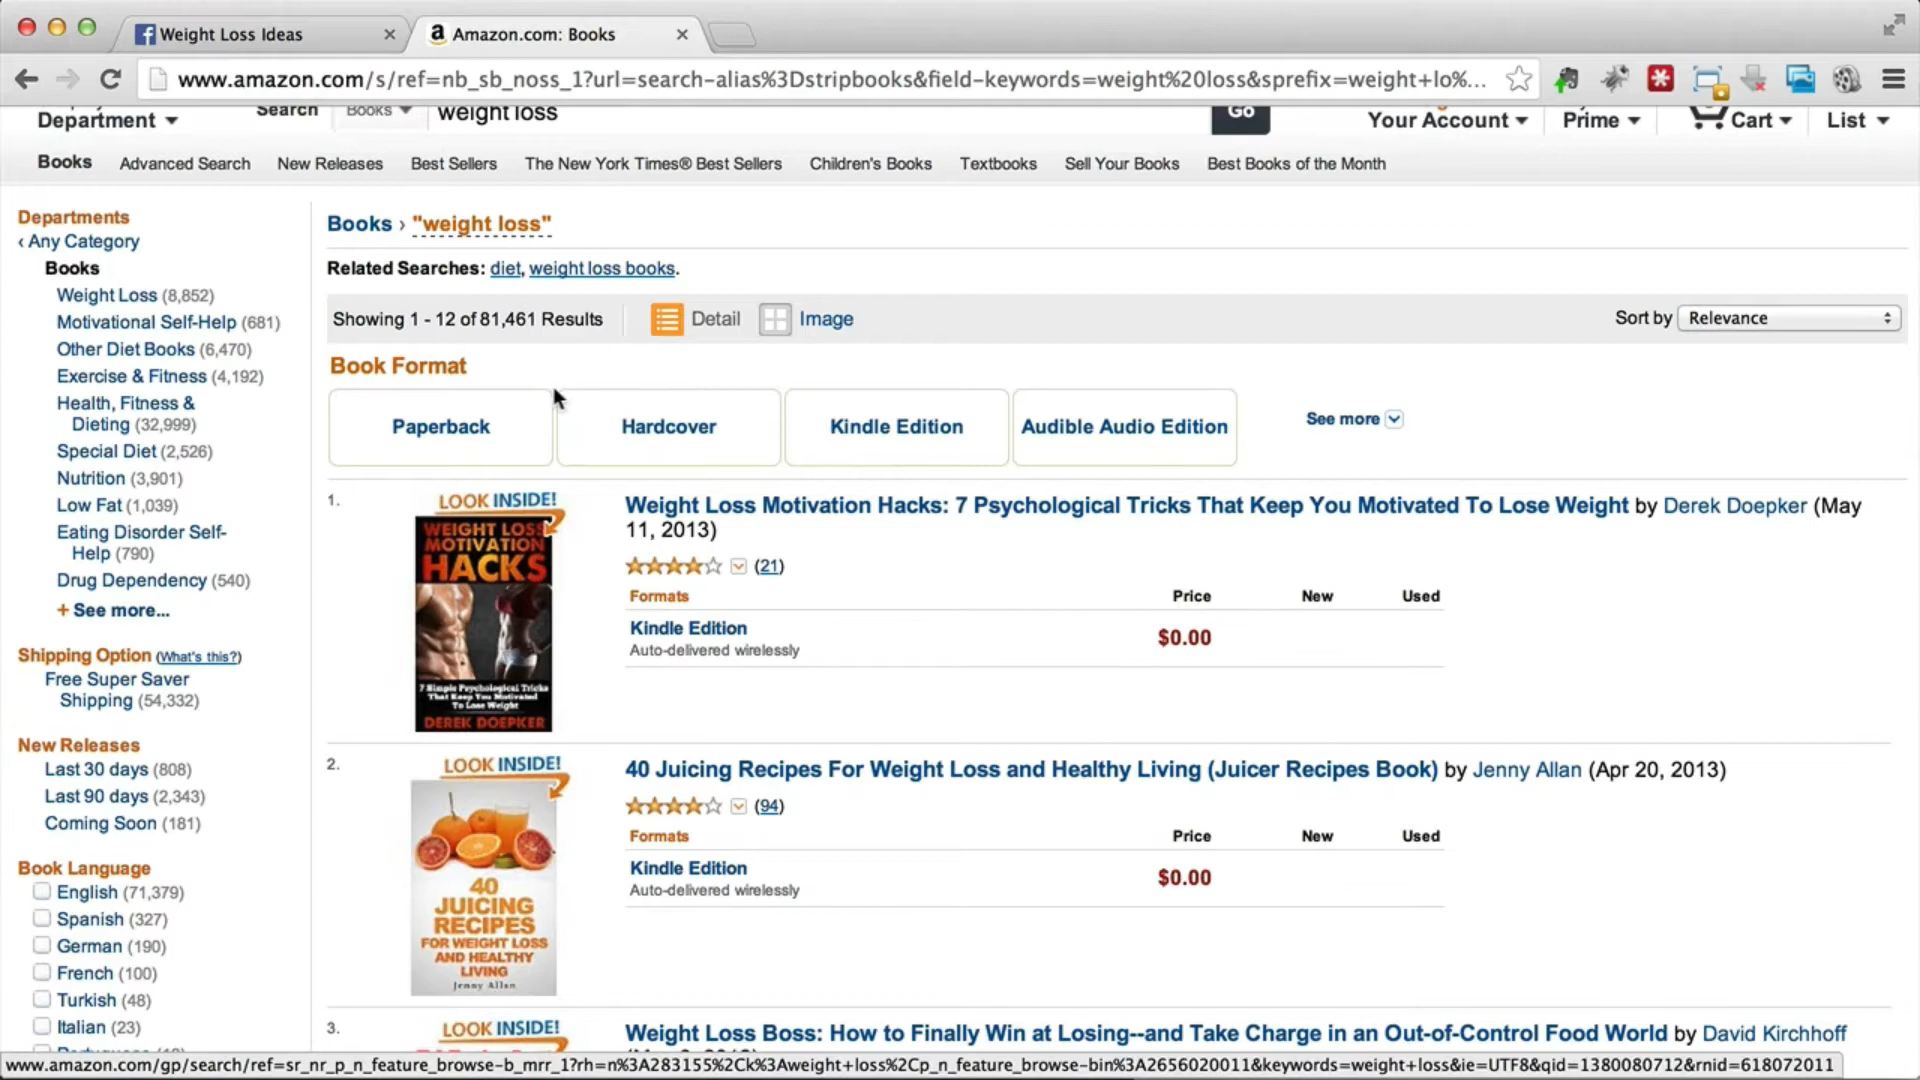 Weight Loss Ideas
Amazon.com: Books
www.amazon.com/s/ref=nb_sb_noss_1?url=search-alias%3Dstripbooks&field-keywords=weight%20loss&sprefix=weight+lo%...
Department
Search
Books
weight loss
Go
Your Account
Prime
Cart
List
Books
Advanced Search
New Releases
Best Sellers
The New York Times® Best Sellers
Children's Books
Textbooks
Sell Your Books
Best Books of the Month
Departments
‹ Any Category
Books
Weight Loss (8,852)
Motivational Self-Help (681)
Other Diet Books (6,470)
Exercise & Fitness (4,192)
Health, Fitness &
Dieting (32,999)
Special Diet (2,526)
Nutrition (3,901)
Low Fat (1,039)
Eating Disorder Self-
Help (790)
Drug Dependency (540)
+ See more...
Shipping Option (What's this?)
Free Super Saver
Shipping (54,332)
New Releases
Last 30 days (808)
Last 90 days (2,343)
Coming Soon (181)
Book Language
English (71,379)
Spanish (327)
German (190)
French (100)
Turkish (48)
Italian (23)
Books › "weight loss"
Related Searches: diet, weight loss books.
Showing 1 - 12 of 81,461 Results
Detail
Image
Sort by Relevance
Book Format
Paperback
Hardcover
Kindle Edition
Audible Audio Edition
See more
1.
LOOK INSIDE!
WEIGHT LOSS
MOTIVATION
HACKS
7 Simple Psychological Tricks
That Keep You Motivated
To Lose Weight
DEREK DOEPKER
Weight Loss Motivation Hacks: 7 Psychological Tricks That Keep You Motivated To Lose Weight by Derek Doepker (May
11, 2013)
(21)
Formats Price New Used
Kindle Edition $0.00
Auto-delivered wirelessly
2.
LOOK INSIDE!
40
JUICING
RECIPES
FOR WEIGHT LOSS
AND HEALTHY
LIVING
Jenny Allan
40 Juicing Recipes For Weight Loss and Healthy Living (Juicer Recipes Book) by Jenny Allan (Apr 20, 2013)
(94)
Formats Price New Used
Kindle Edition $0.00
Auto-delivered wirelessly
3.
LOOK INSIDE!
Weight Loss Boss: How to Finally Win at Losing--and Take Charge in an Out-of-Control Food World by David Kirchhoff
www.amazon.com/gp/search/ref=sr_nr_p_n_feature_browse-b_mrr_1?rh=n%3A283155%2Ck%3Aweight+loss%2Cp_n_feature_browse-bin%3A2656020011&keywords=weight+loss&ie=UTF8&qid=1380080712&rnid=618072011